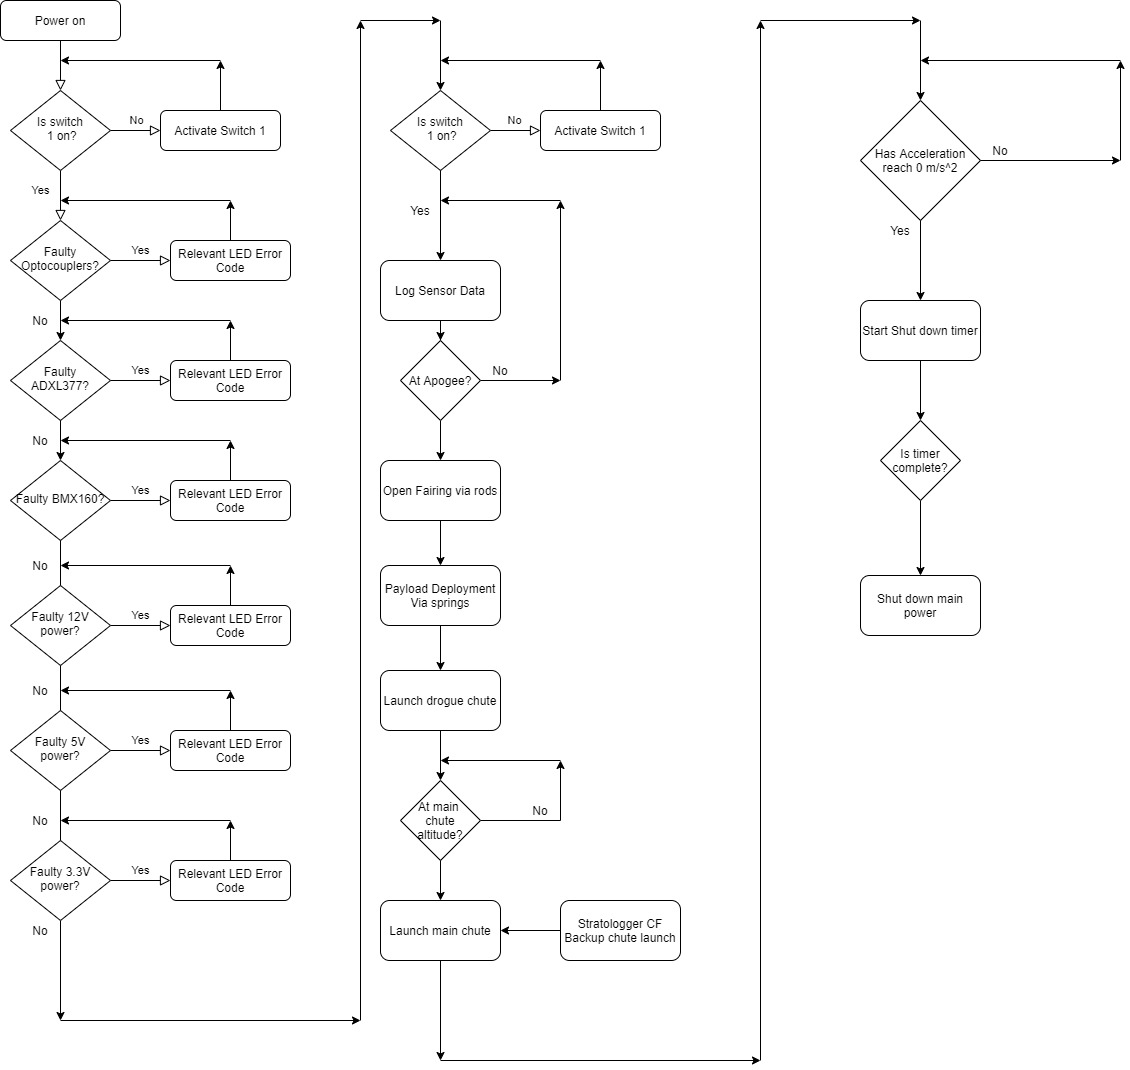 Power on
Is switch
1 on?
No
Activate Switch 1
Yes
Faulty
Optocouplers?
Yes
Relevant LED Error
Code
No
Faulty
ADXL377?
Yes
Relevant LED Error
Code
No
Faulty BMX160?
Yes
Relevant LED Error
Code
No
Faulty 12V
power?
Yes
Relevant LED Error
Code
No
Faulty 5V
power?
Yes
Relevant LED Error
Code
No
Faulty 3.3V
power?
Yes
Relevant LED Error
Code
No
Is switch
1 on?
No
Activate Switch 1
Yes
Log Sensor Data
At Apogee?
No
Open Fairing via rods
Payload Deployment
Via springs
Launch drogue chute
At main
chute
altitude?
No
Launch main chute
Stratologger CF
Backup chute launch
Has Acceleration
reach 0 m/s^2
No
Yes
Start Shut down timer
Is timer
complete?
Shut down main
power